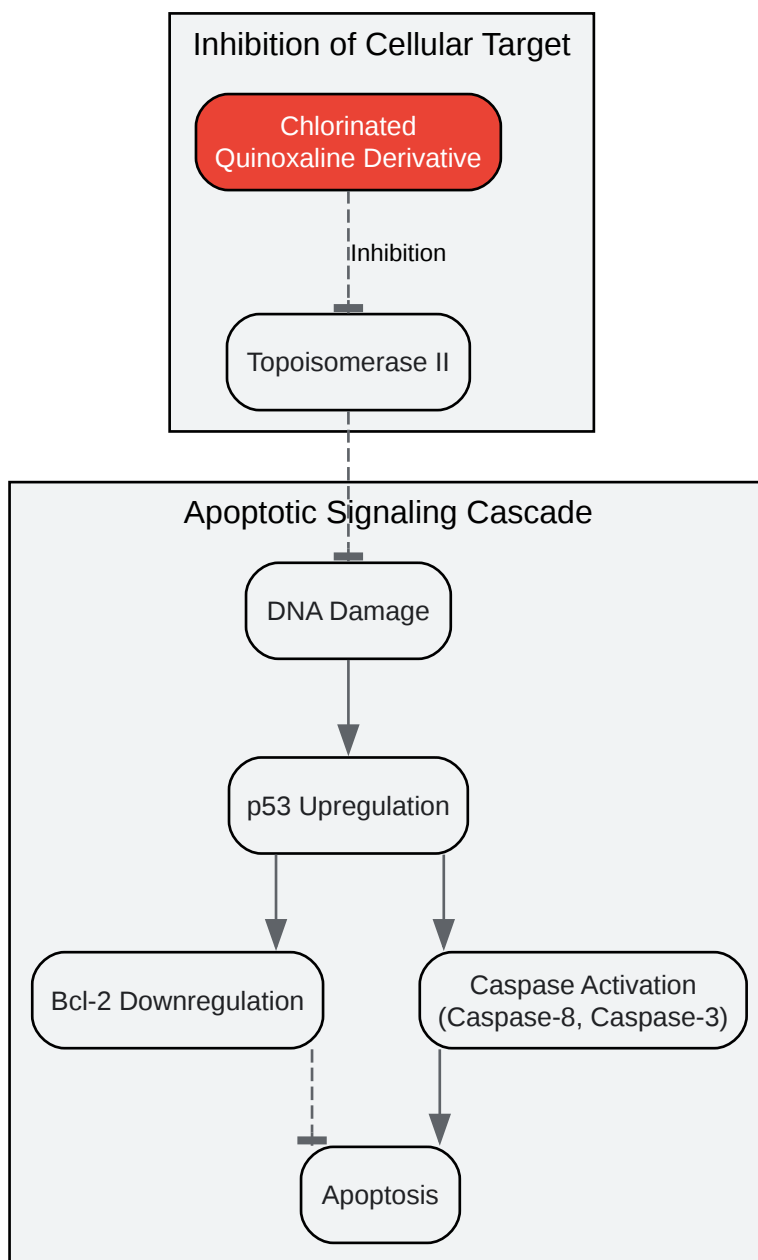 Inhibition of Cellular Target
Chlorinated
Quinoxaline Derivative
Inhibition
Topoisomerase II
Apoptotic Signaling Cascade
DNA Damage
p53 Upregulation
Bcl-2 Downregulation
Caspase Activation
(Caspase-8, Caspase-3)
Apoptosis